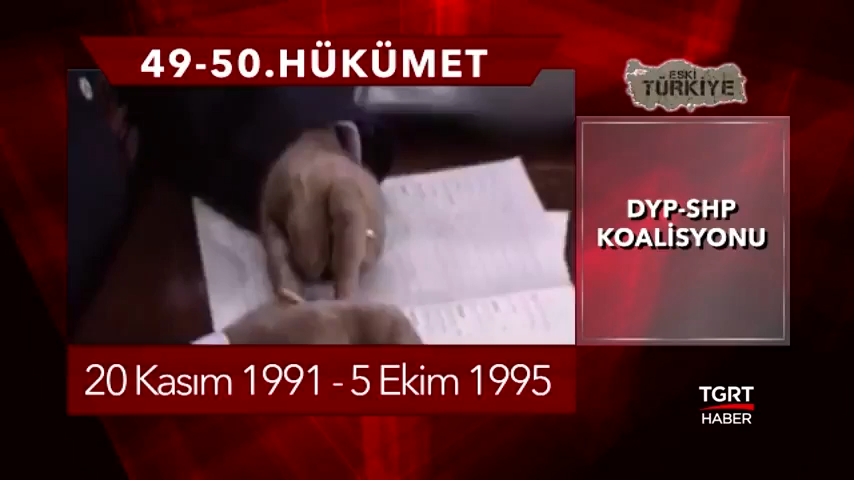 49-50.HÜKÜMET
ESKİ
TÜRKİYE
DYP-SHP
KOALİSYONU
20 Kasım 1991 - 5 Ekim 1995
TGRT
HABER